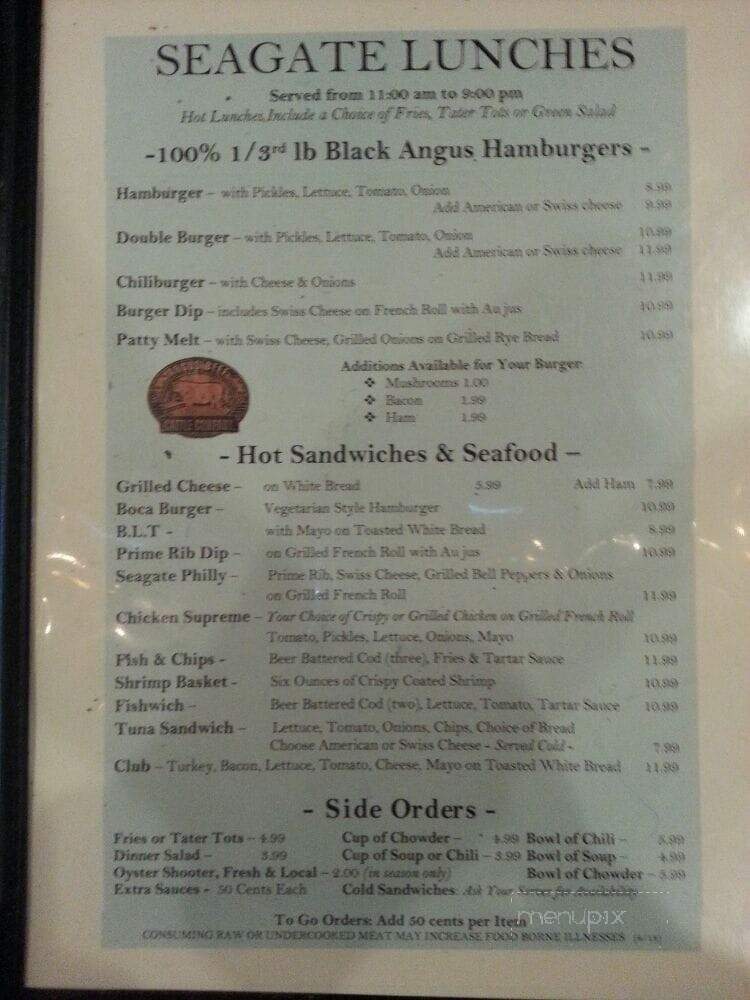 SEAGATE LUNCHES
Served from 11:00 am to 9:00 pm
Hot Lunches Include a Choice of Fries, Tater Tots or Green Salad
-100% 1/3rd lb Black Angus Hamburgers -
Hamburger – with Pickles, Lettuce, Tomato, Onion 8.99
Add American or Swiss cheese 9.99
Double Burger – with Pickles, Lettuce, Tomato, Onion 10.99
Add American or Swiss cheese 11.99
Chiliburger – with Cheese & Onions 11.99
Burger Dip – includes Swiss Cheese on French Roll with Au jus 10.99
Patty Melt – with Swiss Cheese, Grilled Onions on Grilled Rye Bread 10.99
Additions Available for Your Burger
❖ Mushrooms 1.00
❖ Bacon 1.99
❖ Ham 1.99
CATTLE COMPANY
- Hot Sandwiches & Seafood –
Grilled Cheese – on White Bread 5.99 Add Ham 7.99
Boca Burger – Vegetarian Style Hamburger 10.99
B.L.T - with Mayo on Toasted White Bread 8.99
Prime Rib Dip – on Grilled French Roll with Au jus 10.99
Seagate Philly – Prime Rib, Swiss Cheese, Grilled Bell Peppers & Onions
on Grilled French Roll 11.99
Chicken Supreme – Your Choice of Crispy or Grilled Chicken on Grilled French Roll
Tomato, Pickles, Lettuce, Onions, Mayo 10.99
Fish & Chips - Beer Battered Cod (three), Fries & Tartar Sauce 11.99
Shrimp Basket - Six Ounces of Crispy Coated Shrimp 10.99
Fishwich – Beer Battered Cod (two), Lettuce, Tomato, Tartar Sauce 10.99
Tuna Sandwich – Lettuce, Tomato, Onions, Chips, Choice of Bread
Choose American or Swiss Cheese - Served Cold - 7.99
Club – Turkey, Bacon, Lettuce, Tomato, Cheese, Mayo on Toasted White Bread 11.99
- Side Orders -
Fries or Tater Tots – 4.99 Cup of Chowder – 4.99 Bowl of Chili – 5.99
Dinner Salad – 3.99 Cup of Soup or Chili – 3.99 Bowl of Soup – 4.99
Oyster Shooter, Fresh & Local – 2.00 (in season only) Bowl of Chowder – 5.99
Extra Sauces - 50 Cents Each Cold Sandwiches: Ask Your Server for Availability
To Go Orders: Add 50 cents per Item
menupix
CONSUMING RAW OR UNDERCOOKED MEAT MAY INCREASE FOOD BORNE ILLNESSES